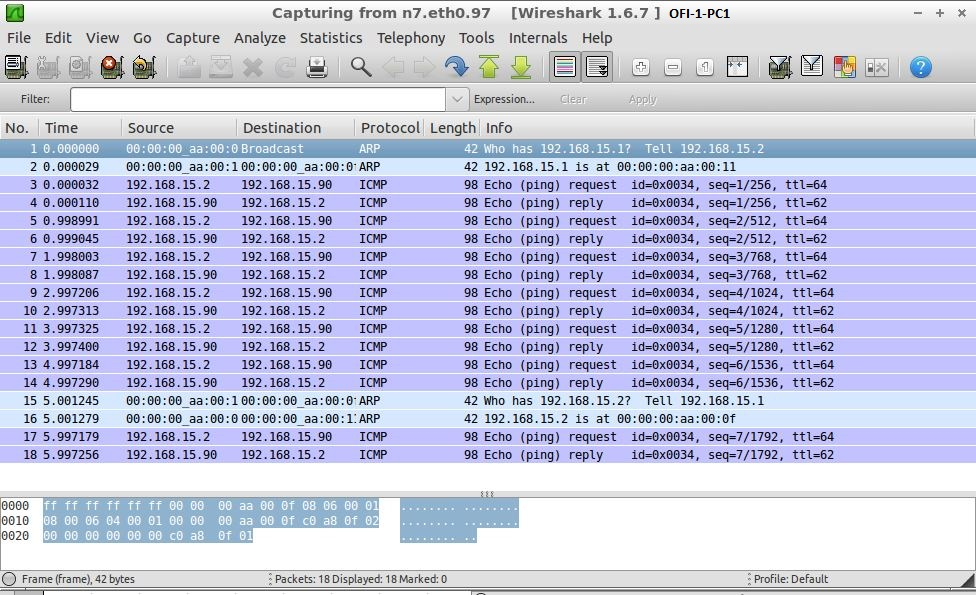 Capturing from n7.eth0.97 [Wireshark 1.6.7 ] OFI-1-PC1
File Edit View Go Capture Analyze Statistics Telephony Tools Internals Help
Filter: Expression... Clear Apply
No. Time Source Destination Protocol Length Info
1 0.000000 00:00:00_aa:00:0 Broadcast ARP 42 Who has 192.168.15.1? Tell 192.168.15.2
2 0.000029 00:00:00_aa:00:1 00:00:00_aa:00:0 ARP 42 192.168.15.1 is at 00:00:00:aa:00:11
3 0.000032 192.168.15.2 192.168.15.90 ICMP 98 Echo (ping) request id=0x0034, seq=1/256, ttl=64
4 0.000110 192.168.15.90 192.168.15.2 ICMP 98 Echo (ping) reply id=0x0034, seq=1/256, ttl=62
5 0.998991 192.168.15.2 192.168.15.90 ICMP 98 Echo (ping) request id=0x0034, seq=2/512, ttl=64
6 0.999045 192.168.15.90 192.168.15.2 ICMP 98 Echo (ping) reply id=0x0034, seq=2/512, ttl=62
7 1.998003 192.168.15.2 192.168.15.90 ICMP 98 Echo (ping) request id=0x0034, seq=3/768, ttl=64
8 1.998087 192.168.15.90 192.168.15.2 ICMP 98 Echo (ping) reply id=0x0034, seq=3/768, ttl=62
9 2.997206 192.168.15.2 192.168.15.90 ICMP 98 Echo (ping) request id=0x0034, seq=4/1024, ttl=64
10 2.997313 192.168.15.90 192.168.15.2 ICMP 98 Echo (ping) reply id=0x0034, seq=4/1024, ttl=62
11 3.997325 192.168.15.2 192.168.15.90 ICMP 98 Echo (ping) request id=0x0034, seq=5/1280, ttl=64
12 3.997400 192.168.15.90 192.168.15.2 ICMP 98 Echo (ping) reply id=0x0034, seq=5/1280, ttl=62
13 4.997184 192.168.15.2 192.168.15.90 ICMP 98 Echo (ping) request id=0x0034, seq=6/1536, ttl=64
14 4.997290 192.168.15.90 192.168.15.2 ICMP 98 Echo (ping) reply id=0x0034, seq=6/1536, ttl=62
15 5.001245 00:00:00_aa:00:1 00:00:00_aa:00:0 ARP 42 Who has 192.168.15.2? Tell 192.168.15.1
16 5.001279 00:00:00_aa:00:0 00:00:00_aa:00:1 ARP 42 192.168.15.2 is at 00:00:00:aa:00:0f
17 5.997179 192.168.15.2 192.168.15.90 ICMP 98 Echo (ping) request id=0x0034, seq=7/1792, ttl=64
18 5.997256 192.168.15.90 192.168.15.2 ICMP 98 Echo (ping) reply id=0x0034, seq=7/1792, ttl=62
0000 ff ff ff ff ff ff 00 00 00 aa 00 0f 08 06 00 01 ........ ........
0010 08 00 06 04 00 01 00 00 00 aa 00 0f c0 a8 0f 02 ........ ........
0020 00 00 00 00 00 00 c0 a8 0f 01 ........ ..
Frame (frame), 42 bytes Packets: 18 Displayed: 18 Marked: 0 Profile: Default